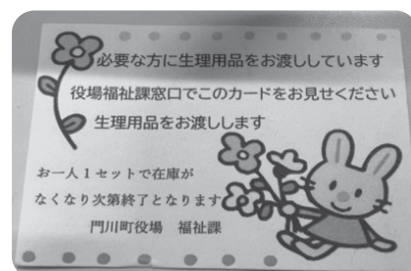 必要な方に生理用品をお渡ししています
役場福祉課窓口でこのカードをお見せください
生理用品をお渡しします
お一人1セットで在庫が
なくなり次第終了となります
門川町役場　福祉課